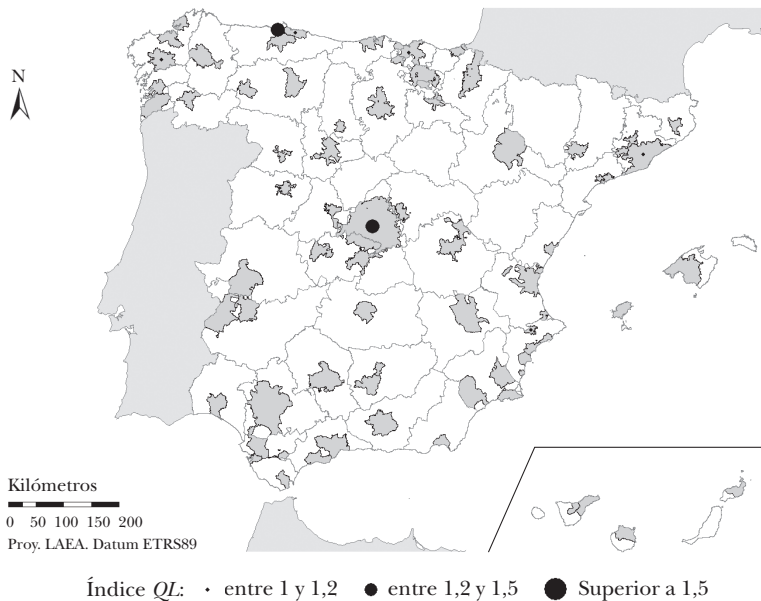 N
Kilómetros
0 50 100 150 200
Proy. LAEA. Datum ETRS89
Índice QL: entre 1 y 1,2 entre 1,2 y 1,5 Superior a 1,5